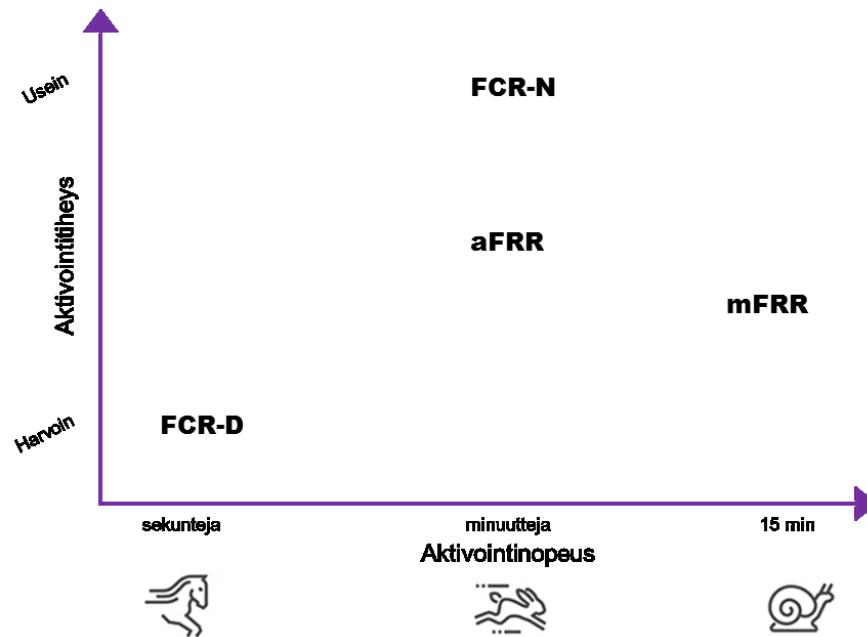 Usein
FCR-N
Aktivointitiheys
aFRR
mFRR
Harvoin
FCR-D
sekunteja
minuutteja
15 min
Aktivointinopeus